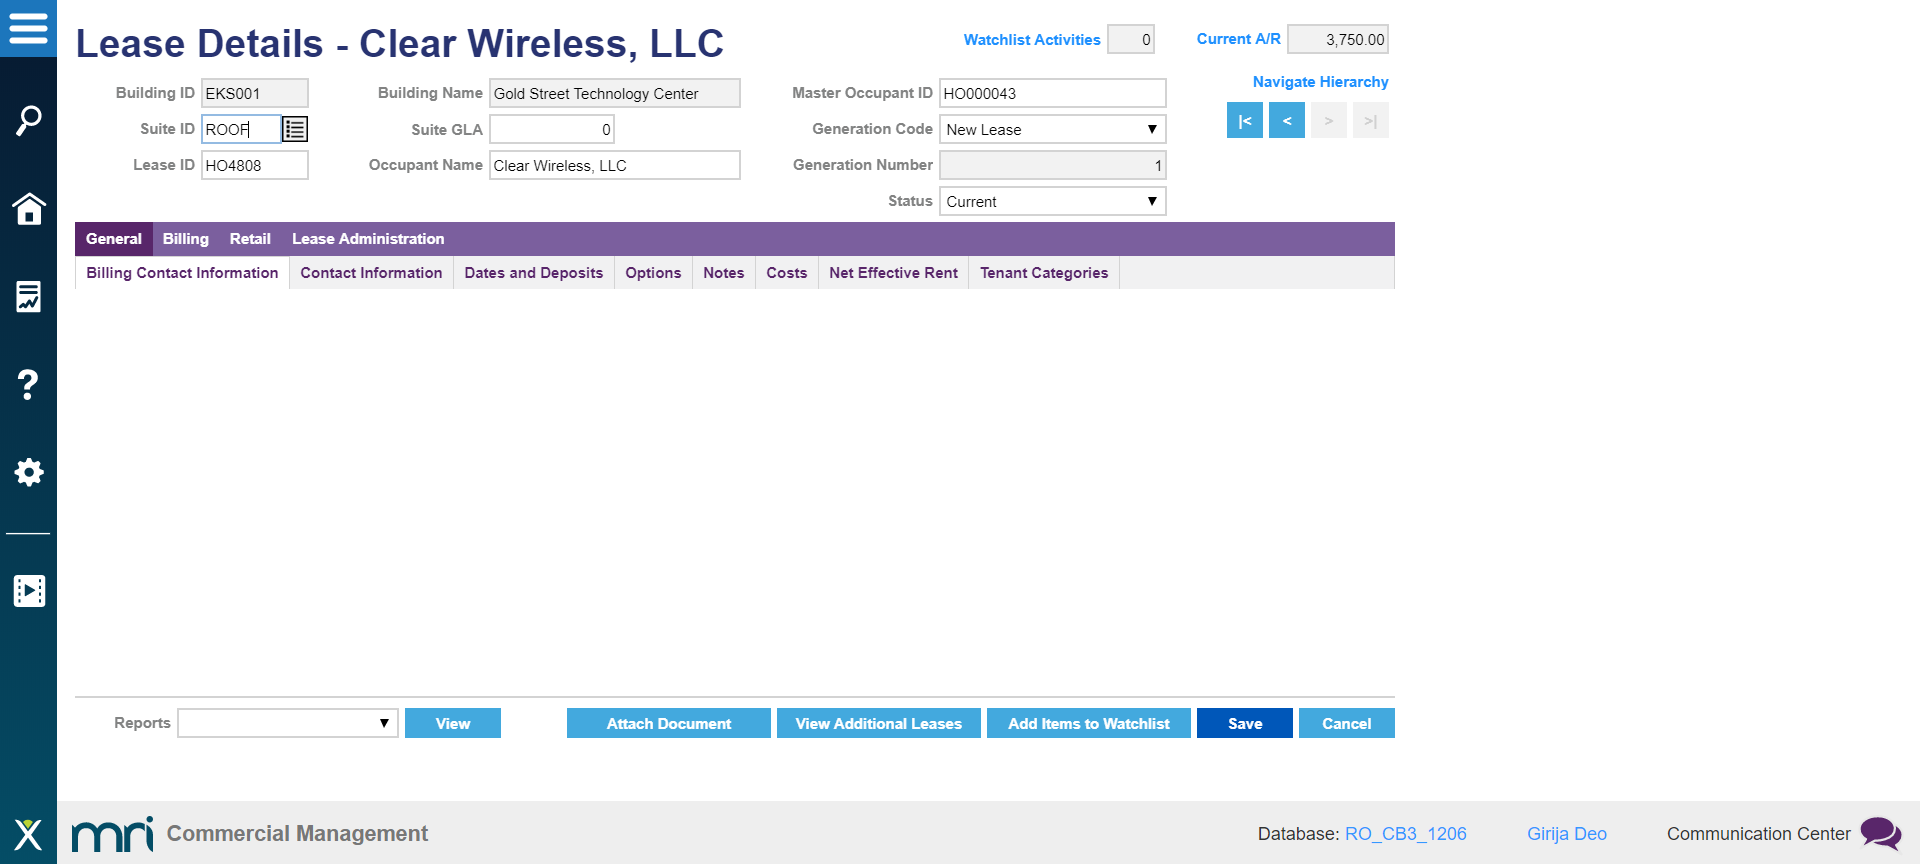 Lease Details - Clear Wireless, LLC
Watchlist Activities 0 Current A/R 3,750.00
Navigate Hierarchy
|< < > >|
Building ID EKS001 Building Name Gold Street Technology Center Master Occupant ID HO000043
Suite ID ROOF Suite GLA 0 Generation Code New Lease
Lease ID HO4808 Occupant Name Clear Wireless, LLC Generation Number 1
Status Current
General Billing Retail Lease Administration
Billing Contact Information Contact Information Dates and Deposits Options Notes Costs Net Effective Rent Tenant Categories
Reports View Attach Document View Additional Leases Add Items to Watchlist Save Cancel
mri Commercial Management Database: RO_CB3_1206 Girija Deo Communication Center